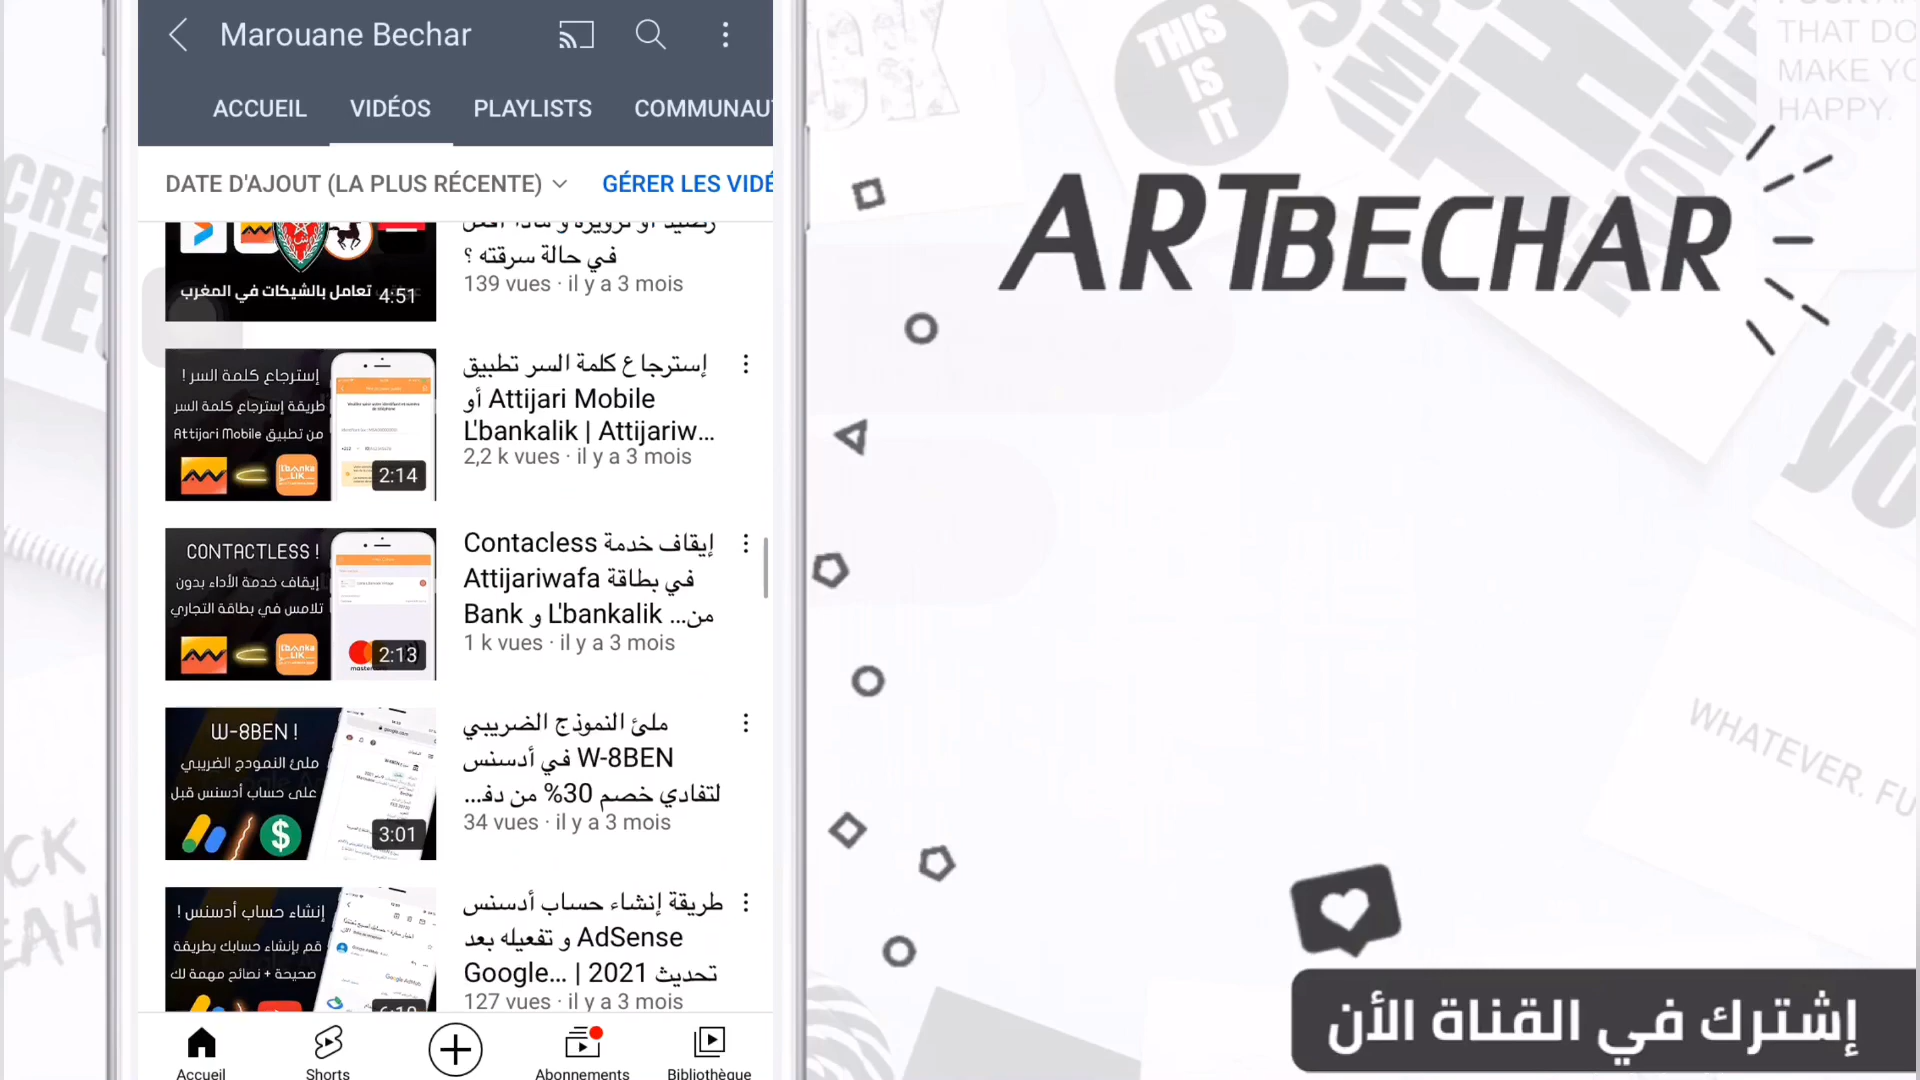 Marouane Bechar
ACCUEIL
VIDÉOS
PLAYLISTS
COMMUNAU
DATE D'AJOUT (LA PLUS RÉCENTE)
GÉRER LES VIDÉ
في حالة سرقته ؟
139 vues · il y a 3 mois
تعامل بالشيكات في المغرب
4:51
إسترجاع كلمة السر !
طريقة إسترجاع كلمة السر
من تطبيق Attijari Mobile
L'banka
LIK
2:14
إسترجاع كلمة السر تطبيق
Attijari Mobile أو
L'bankalik | Attijariw...
2,2 k vues · il y a 3 mois
CONTACTLESS !
إيقاف خدمة الأداء بدون
تلامس في بطاقة التجاري
L'banka
LIK
2:13
إيقاف خدمة Contacless
في بطاقة Attijariwafa
Bank و L'bankalik من...
1 k vues · il y a 3 mois
W-8BEN !
ملئ النمودج الضريبي
على حساب أدسنس قبل
3:01
ملئ النموذج الضريبي
W-8BEN في أدسنس
لتفادي خصم 30% من دفـ...
34 vues · il y a 3 mois
إنشاء حساب أدسنس !
قم بإنشاء حسابك بطريقة
صحيحة + نصائح مهمة لك
طريقة إنشاء حساب أدسنس
AdSense و تفعيله بعد
تحديث 2021 | Google...
127 vues · il y a 3 mois
Accueil
Shorts
Abonnements
Bibliothèque
ARTBECHAR
إشترك في القناة الأن
THIS
IS
IT
THAT DO
MAKE YO
HAPPY.
WHATEVER. FU